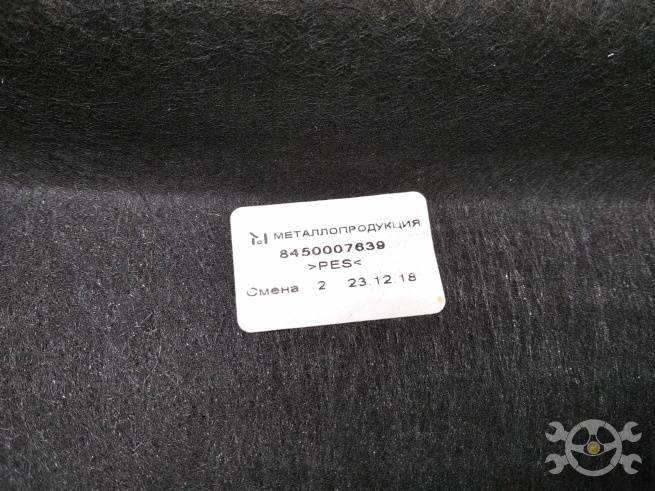 МЕТАЛЛОПРОДУКЦИЯ
8450007639
>PES<
Смена 2 23.12.18